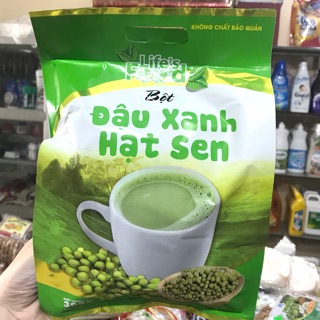 KHÔNG CHẤT BẢO QUẢN
Life's
Food
Bột
Đậu Xanh
Hạt Sen